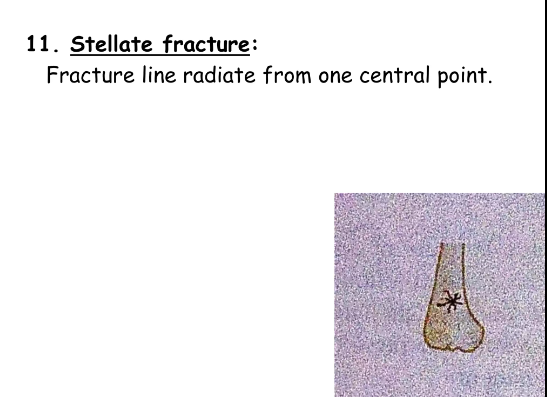 11. Stellate fracture:
Fracture line radiate from one central point.